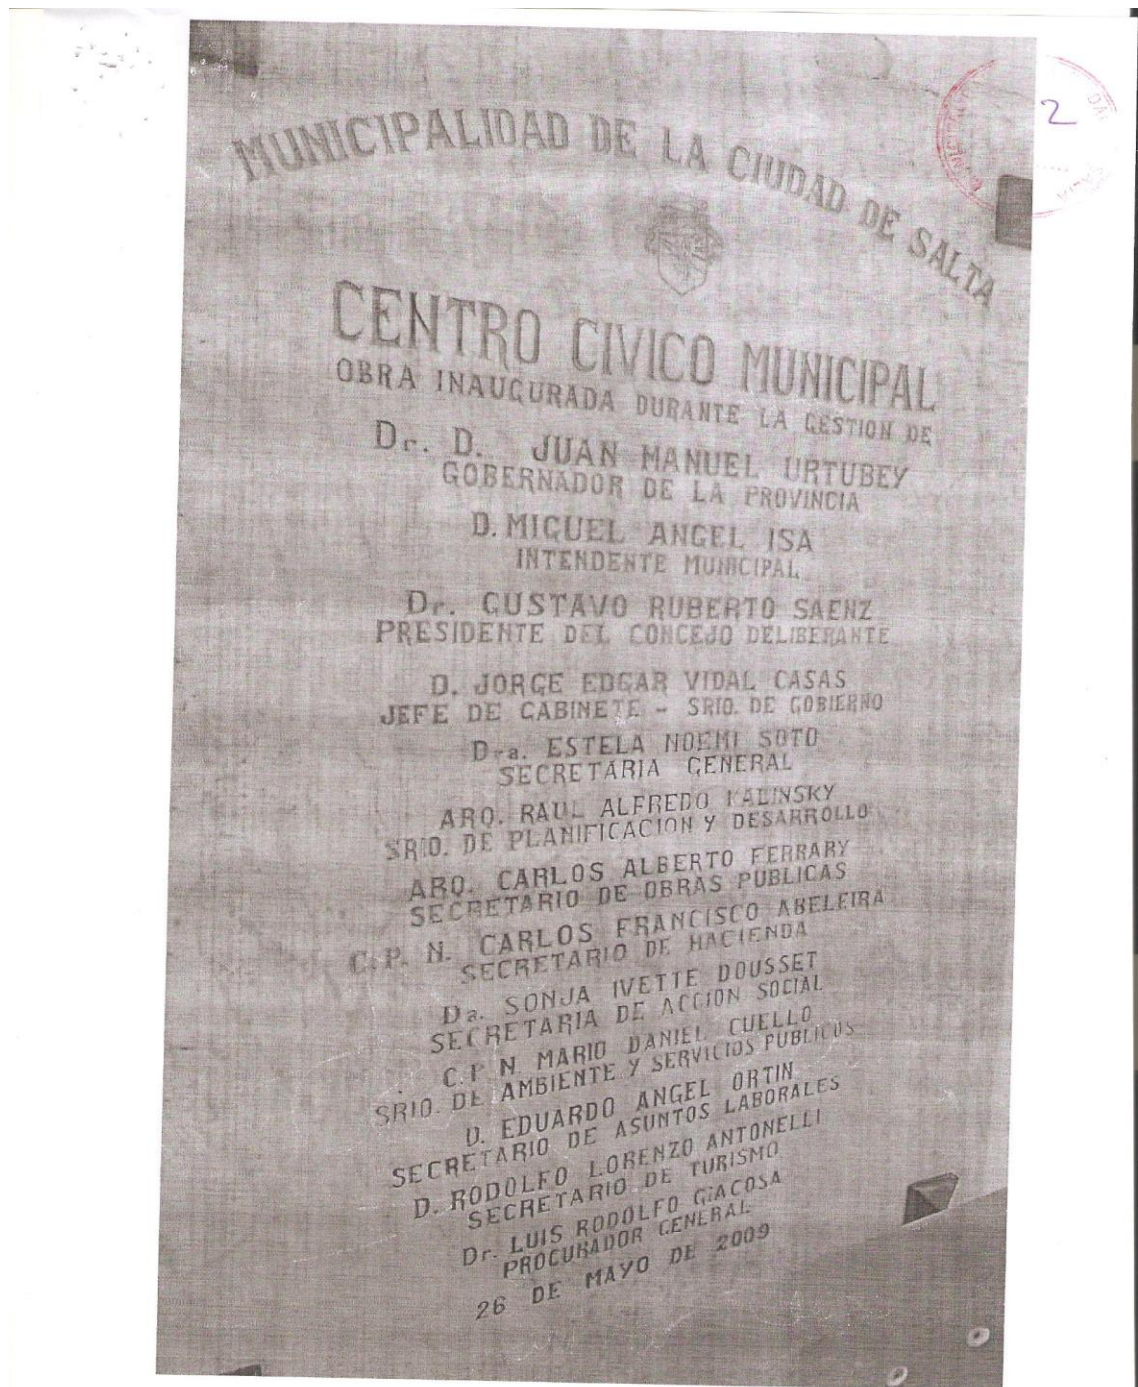 MUNICIPALIDAD DE LA CIUDAD DE SALTA
CENTRO CIVICO MUNICIPAL
OBRA INAUGURADA DURANTE LA GESTION DE
Dr. D. JUAN MANUEL URTUBEY
GOBERNADOR DE LA PROVINCIA
D. MIGUEL ANGEL ISA
INTENDENTE MUNICIPAL
Dr. GUSTAVO RUBERTO SAENZ
PRESIDENTE DEL CONCEJO DELIBERANTE
D. JORGE EDGAR VIDAL CASAS
JEFE DE CABINETE - SRIO. DE GOBIERNO
Dra. ESTELA NOEMI SOTO
SECRETARIA GENERAL
ARQ. RAUL ALFREDO KALINSKY
SRIO. DE PLANIFICACION Y DESARROLLO
ARQ. CARLOS ALBERTO FERRARY
SECRETARIO DE OBRAS PUBLICAS
C. P. N. CARLOS FRANCISCO ABELEIRA
SECRETARIO DE HACIENDA
Da. SONJA IVETTE DOUSSET
SECRETARIA DE ACCION SOCIAL
C.P N. MARIO DANIEL CUELLO
SRIO. DE AMBIENTE Y SERVICIOS PUBLICOS
D. EDUARDO ANGEL ORTIN
SECRETARIO DE ASUNTOS LABORALES
D. RODOLFO LORENZO ANTONELLI
SECRETARIO DE TURISMO
Dr. LUIS RODOLFO GIACOSA
PROCURADOR GENERAL
26 DE MAYO DE 2009
2